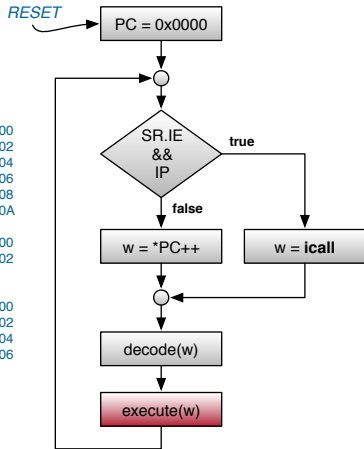 RESET
PC = 0x0000
SR.IE
&&
IP
true
false
w = *PC++
w = icall
decode(w)
execute(w)
00
02
04
06
08
0A
00
02
00
02
04
06